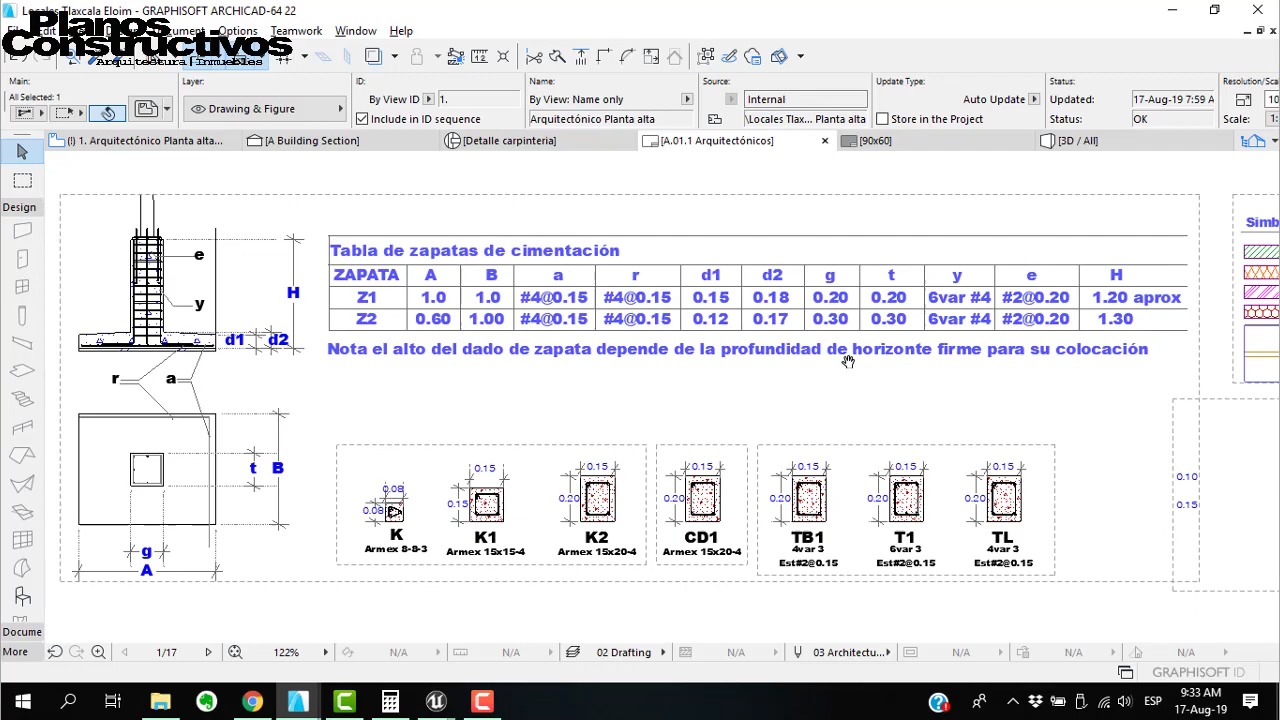 Locales Tlaxcala Eloim - GRAPHISOFT ARCHICAD-64 22
Planos
Constructivos
Arquitectura|Inmuebles
Document Options Teamwork Window Help
Main:
All Selected: 1
Layer:
Drawing & Figure
ID:
By View ID
1.
Include in ID sequence
Name:
By View: Name only
Arquitectónico Planta alta
Source:
Internal
\Locales Tlax... Planta alta
Update Type:
Auto Update
Store in the Project
Status:
Updated: 17-Aug-19 7:59 A
Status: OK
Resolution/Sca
10
Scale: 1:
(!) 1. Arquitectónico Planta alta...
[A Building Section]
[Detalle carpinteria]
[A.01.1 Arquitectónicos]
[90x60]
[3D / All]
Design
Docume
More
e
y
H
d1
d2
r
a
t
B
g
A
Tabla de zapatas de cimentación
ZAPATA A B a r d1 d2 g t y e H
Z1 1.0 1.0 #4@0.15 #4@0.15 0.15 0.18 0.20 0.20 6var #4 #2@0.20 1.20 aprox
Z2 0.60 1.00 #4@0.15 #4@0.15 0.12 0.17 0.30 0.30 6var #4 #2@0.20 1.30
Nota el alto del dado de zapata depende de la profundidad de horizonte firme para su colocación
Simb
0.08
0.08
K
Armex 8-8-3
0.15
0.15
K1
Armex 15x15-4
0.15
0.20
K2
Armex 15x20-4
0.15
0.20
CD1
Armex 15x20-4
0.15
0.20
TB1
4var 3
Est#2@0.15
0.15
0.20
T1
6var 3
Est#2@0.15
0.15
0.20
TL
4var 3
Est#2@0.15
0.10
0.15
1/17
122%
N/A
N/A
02 Drafting
N/A
03 Architectu...
N/A
N/A
GRAPHISOFT ID
ESP
9:33 AM
17-Aug-19